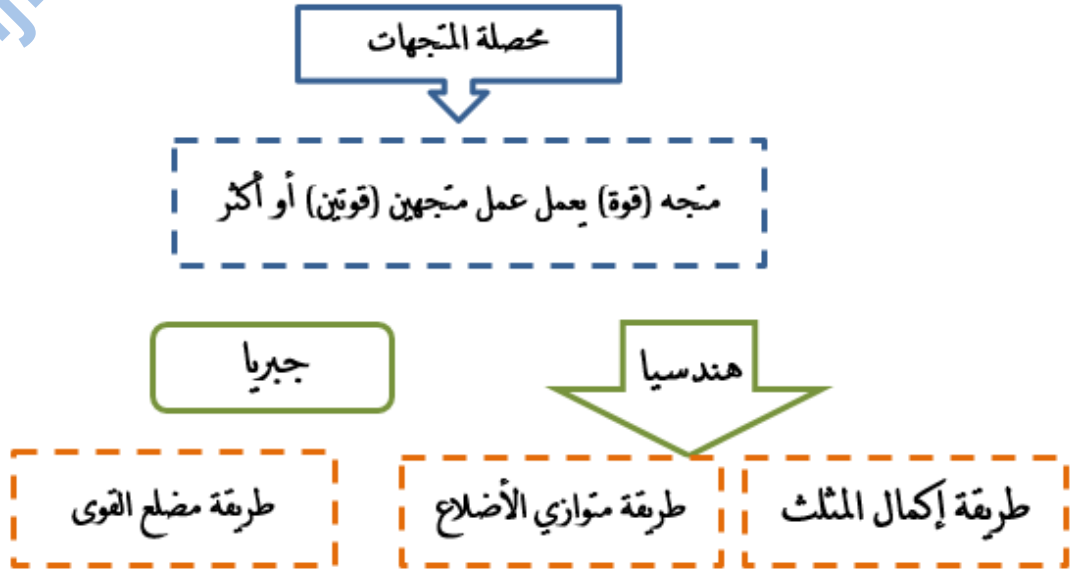 محصلة المتجهات
متجه (قوة) يعمل عمل متجهين (قوتين) أو أكثر
هندسيا
جبريا
طريقة إكمال المثلث
طريقة متوازي الأضلاع
طريقة مضلع القوى